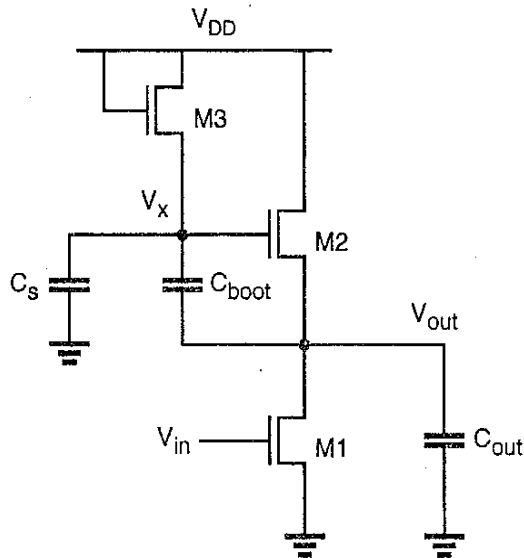 V_DD
M3
V_x
M2
C_s
C_boot
V_out
V_in
M1
C_out